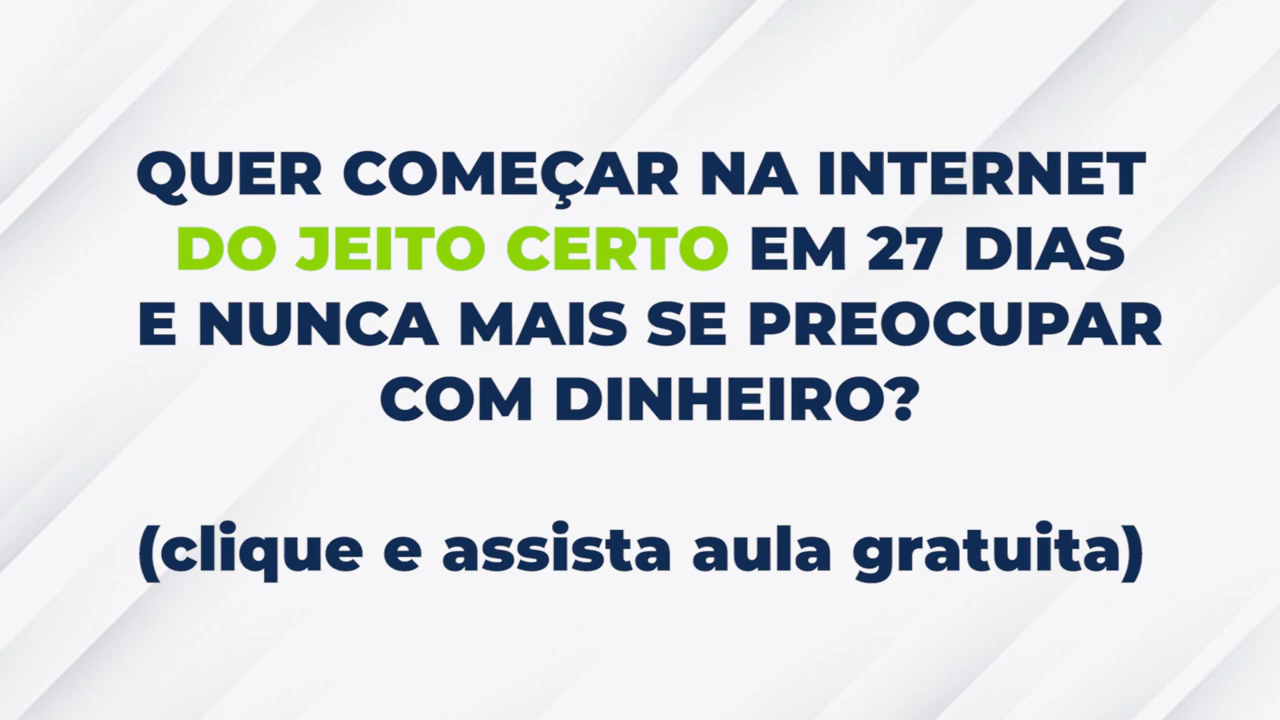 QUER COMEÇAR NA INTERNET
DO JEITO CERTO EM 27 DIAS
E NUNCA MAIS SE PREOCUPAR
COM DINHEIRO?
(clique e assista aula gratuita)